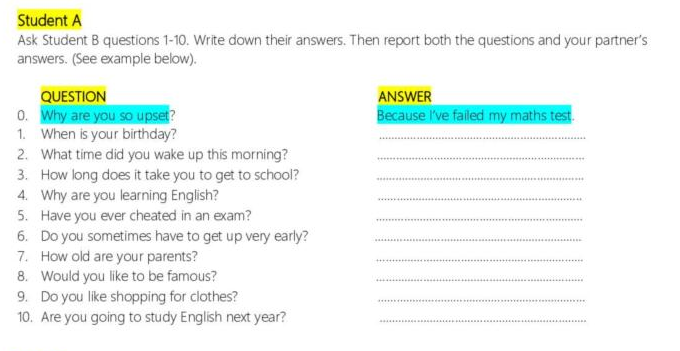 Student A
Ask Student B questions 1-10. Write down their answers. Then report both the questions and your partner's
answers. (See example below).
QUESTION ANSWER
0. Why are you so upset? Because I've failed my maths test.
1. When is your birthday? ........................................................
2. What time did you wake up this morning? ........................................................
3. How long does it take you to get to school? ........................................................
4. Why are you learning English? ........................................................
5. Have you ever cheated in an exam? ........................................................
6. Do you sometimes have to get up very early? ........................................................
7. How old are your parents? ........................................................
8. Would you like to be famous? ........................................................
9. Do you like shopping for clothes? ........................................................
10. Are you going to study English next year? ........................................................